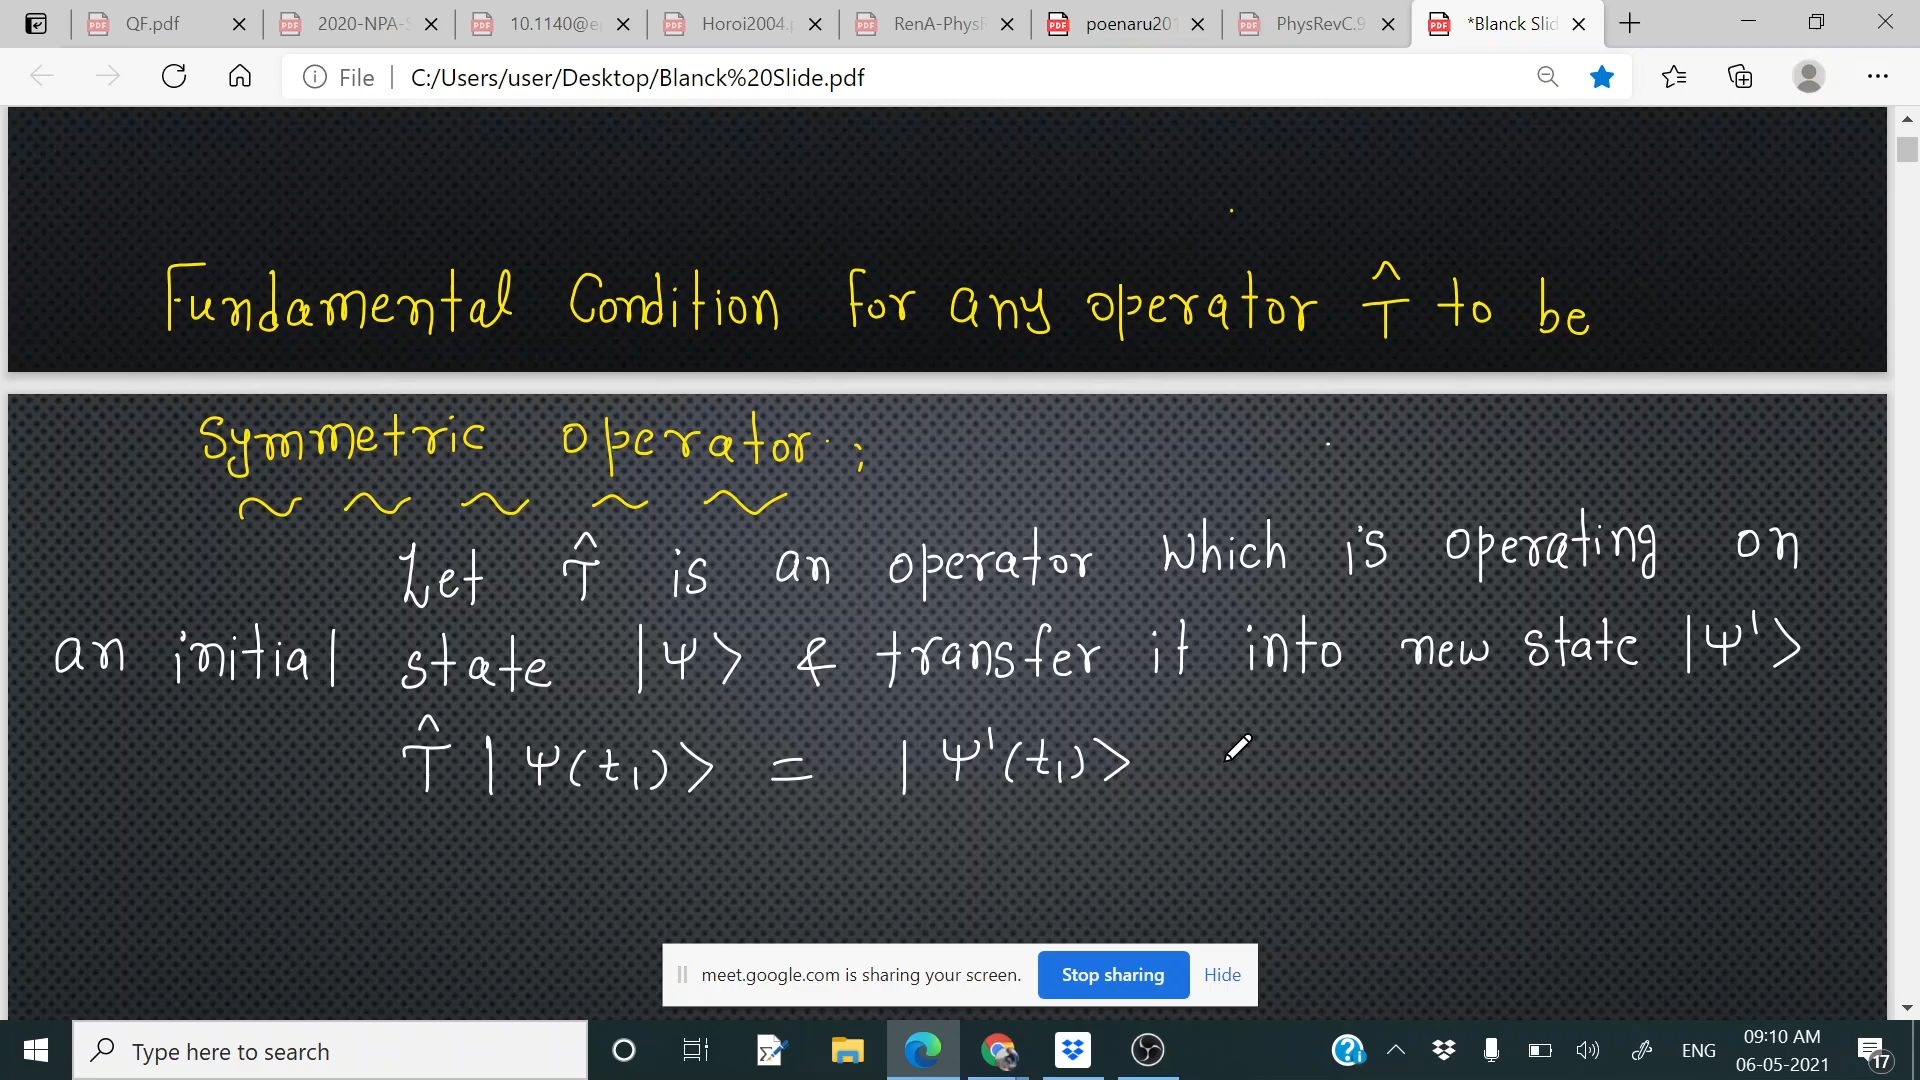 QF.pdf
2020-NPA-S
10.1140@e
Horoi2004.
RenA-PhysR
poenaru201
PhysRevC.9
*Blanck Slid
File
C:/Users/user/Desktop/Blanck%20Slide.pdf
Fundamental Condition for any operator T̂ to be
Symmetric operator :
Let T̂ is an operator which is operating on
an initial state |Ψ> & transfer it into new state |Ψ'>
T̂ |Ψ(t₁)> = |Ψ'(t₁)>
meet.google.com is sharing your screen. Stop sharing Hide
Type here to search
ENG
09:10 AM
06-05-2021
17